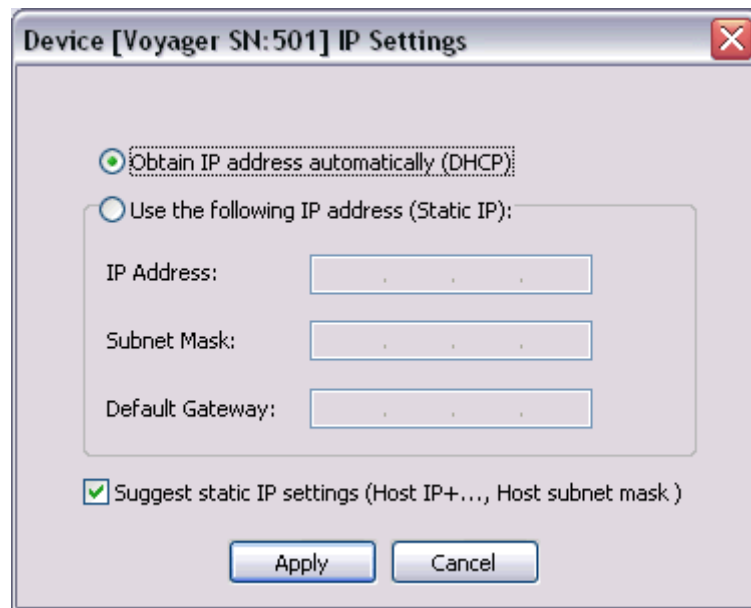 Device [Voyager SN:501] IP Settings
Obtain IP address automatically (DHCP)
Use the following IP address (Static IP):
IP Address: . . .
Subnet Mask: . . .
Default Gateway: . . .
Suggest static IP settings (Host IP+..., Host subnet mask )
Apply Cancel